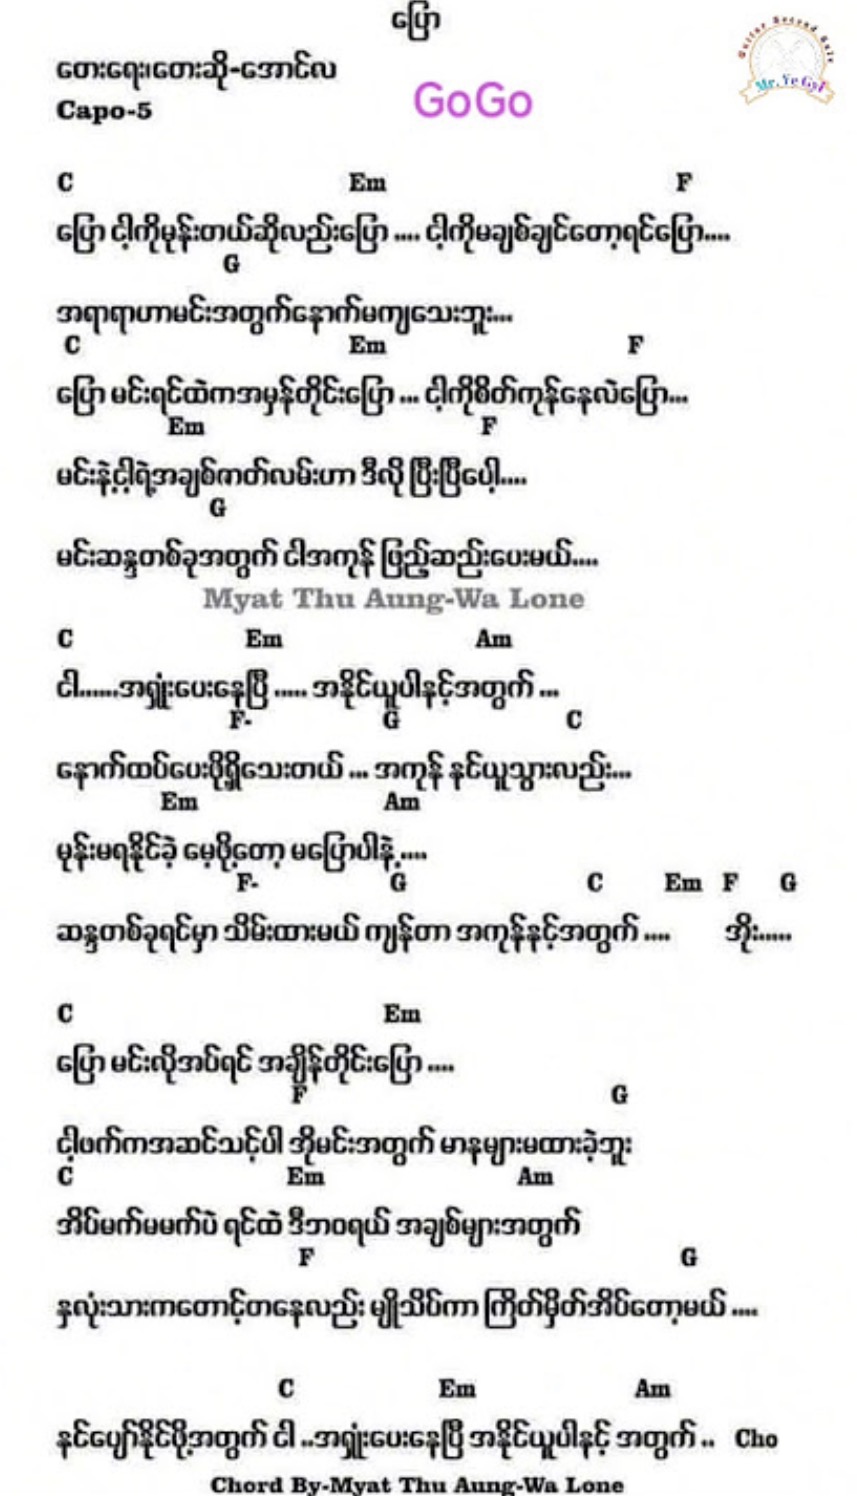 ပြော
တေးရေး၊တေးဆို-အောင်လ
Capo-5
GoGo
Guitar Second Solo
Mr. Ye Gyi
C Em F
ပြော ငါ့ကိုမုန်းတယ်ဆိုလည်းပြော .... ငါ့ကိုမချစ်ချင်တော့ရင်ပြော....
G
အရာရာဟာမင်းအတွက်နောက်မကျသေးဘူး...
C Em F
ပြော မင်းရင်ထဲကအမှန်တိုင်းပြော ... ငါ့ကိုစိတ်ကုန်နေလဲပြော...
Em F
မင်းနဲ့ငါ့ရဲ့အချစ်ဇာတ်လမ်းဟာ ဒီလို ပြီးပြီပေါ့....
G
မင်းဆန္ဒတစ်ခုအတွက် ငါအကုန် ဖြည့်ဆည်းပေးမယ်....
Myat Thu Aung-Wa Lone
C Em Am
ငါ......အရှုံးပေးနေပြီ ..... အနိုင်ယူပါနင့်အတွက် ...
F- G C
နောက်ထပ်ပေးဖို့ရှိသေးတယ် ... အကုန် နင်ယူသွားလည်း...
Em Am
မုန်းမရနိုင်ခဲ့ မေ့ဖို့တော့ မပြောပါနဲ့....
F- G C Em F G
ဆန္ဒတစ်ခုရင်မှာ သိမ်းထားမယ် ကျန်တာ အကုန်နင့်အတွက် .... အိုး.....
C Em
ပြော မင်းလိုအပ်ရင် အချိန်တိုင်းပြော ....
F G
ငါ့ဖက်ကအဆင်သင့်ပါ အိုမင်းအတွက် မာနများမထားခဲ့ဘူး
C Em Am
အိပ်မက်မမက်ပဲ ရင်ထဲ ဒီဘဝရယ် အချစ်များအတွက်
F G
နှလုံးသားကတောင့်တနေလည်း မျိုသိပ်ကာ ကြိတ်မှိတ်အိပ်တော့မယ် ....
C Em Am
နင်ပျော်နိုင်ဖို့အတွက် ငါ ..အရှုံးပေးနေပြီ အနိုင်ယူပါနင့် အတွက် .. Cho
Chord By-Myat Thu Aung-Wa Lone